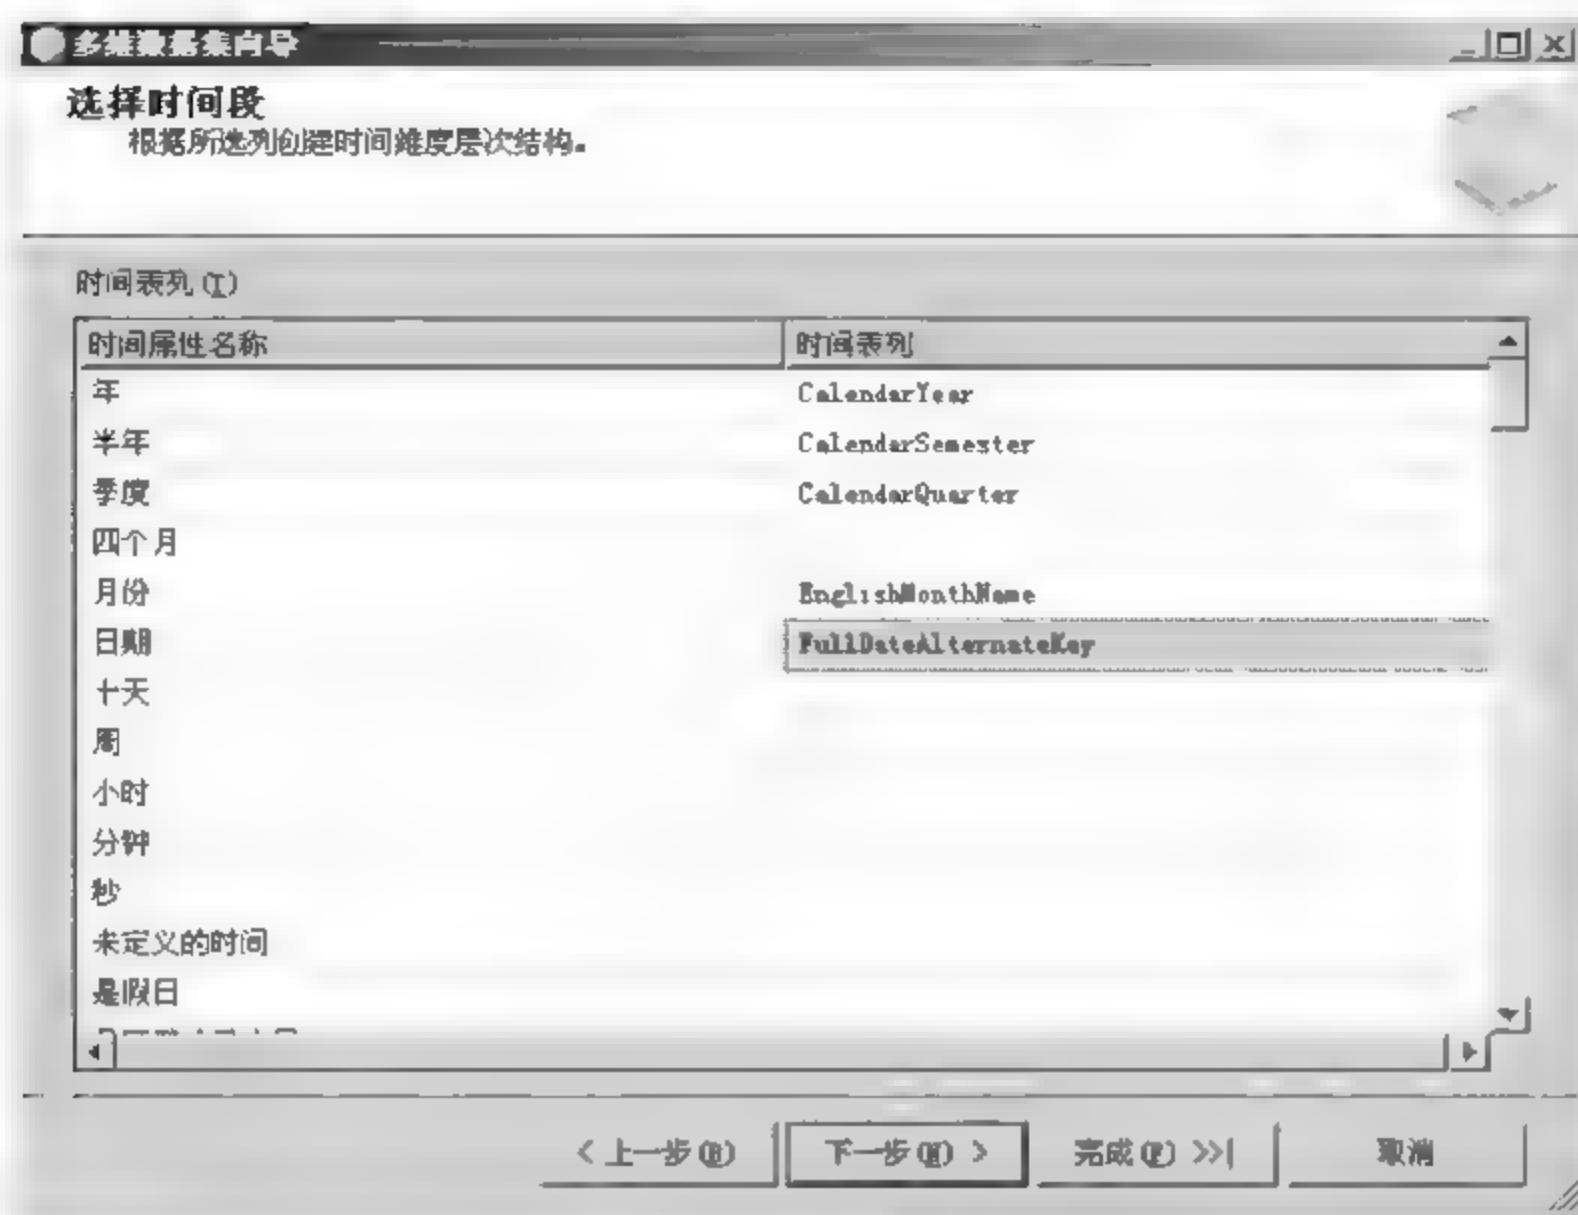 多维数据集向导
选择时间段
根据所选列创建时间维度层次结构。
时间表列(T)
时间属性名称 时间表列
年 CalendarYear
半年 CalendarSemester
季度 CalendarQuarter
四个月
月份 EnglishMonthName
日期 FullDateAlternateKey
十天
周
小时
分钟
秒
未定义的时间
是假日
<上一步(B) 下一步(N) > 完成(F) >>| 取消